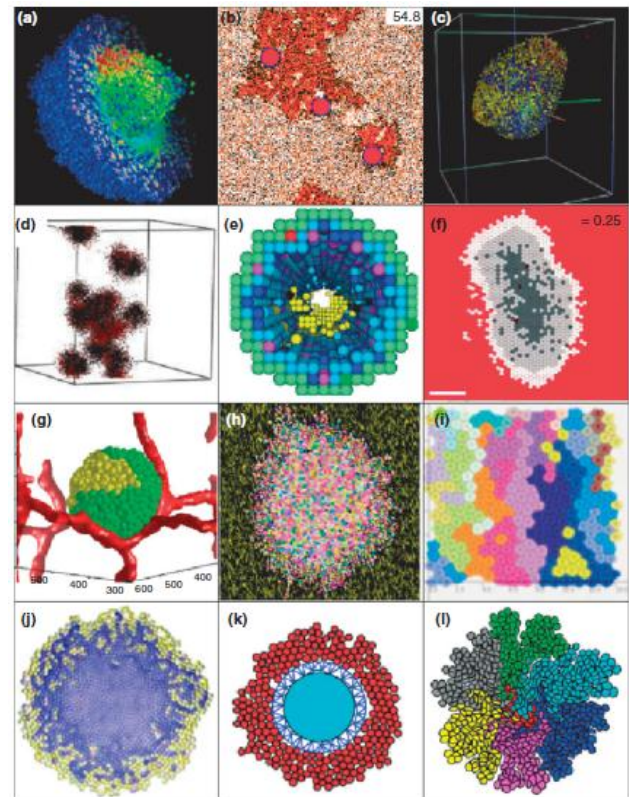 (a)
(b)
54.8
(c)
(d)
(e)
(f)
= 0.25
(g)
500
400
300
600
500
400
(h)
(i)
(j)
(k)
(l)